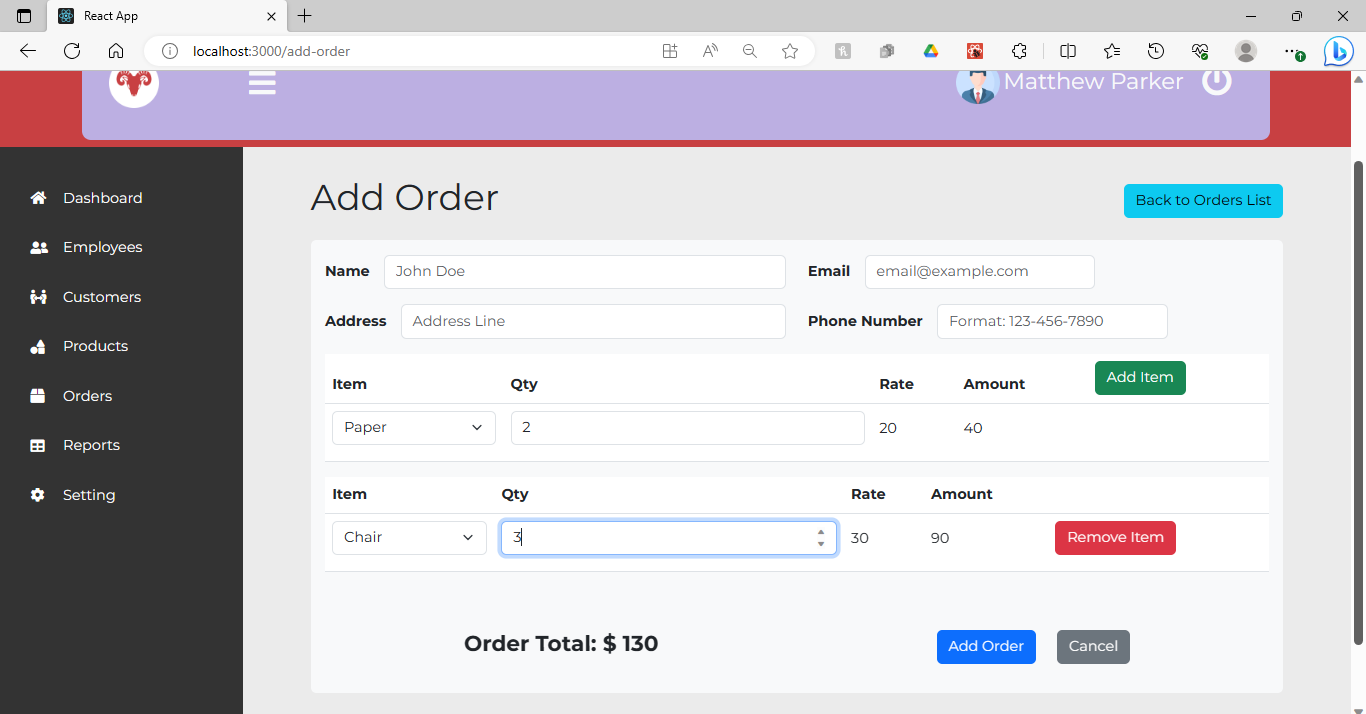 React App
localhost:3000/add-order
Matthew Parker
Dashboard
Employees
Customers
Products
Orders
Reports
Setting
Add Order
Back to Orders List
Name John Doe Email email@example.com
Address Address Line Phone Number Format: 123-456-7890
Item Qty Rate Amount Add Item
Paper 2 20 40
Item Qty Rate Amount
Chair 3 30 90 Remove Item
Order Total: $ 130 Add Order Cancel